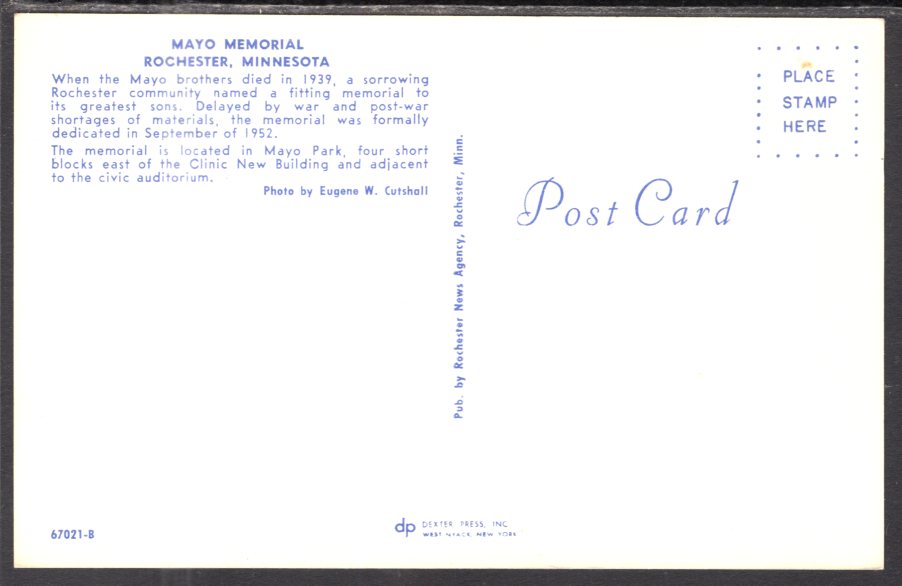 MAYO MEMORIAL
ROCHESTER, MINNESOTA
When the Mayo brothers died in 1939, a sorrowing
Rochester community named a fitting memorial to
its greatest sons. Delayed by war and post-war
shortages of materials, the memorial was formally
dedicated in September of 1952.
The memorial is located in Mayo Park, four short
blocks east of the Clinic New Building and adjacent
to the civic auditorium.
Photo by Eugene W. Cutshall
Pub. by Rochester News Agency, Rochester, Minn.
PLACE
STAMP
HERE
Post Card
67021-B
dp DEXTER PRESS, INC
WEST NYACK, NEW YORK